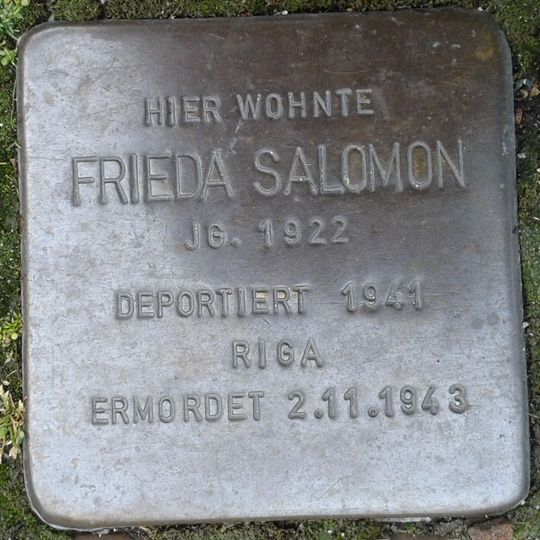 HIER WOHNTE
FRIEDA SALOMON
JG. 1922
DEPORTIERT 1941
RIGA
ERMORDET 2.11.1943